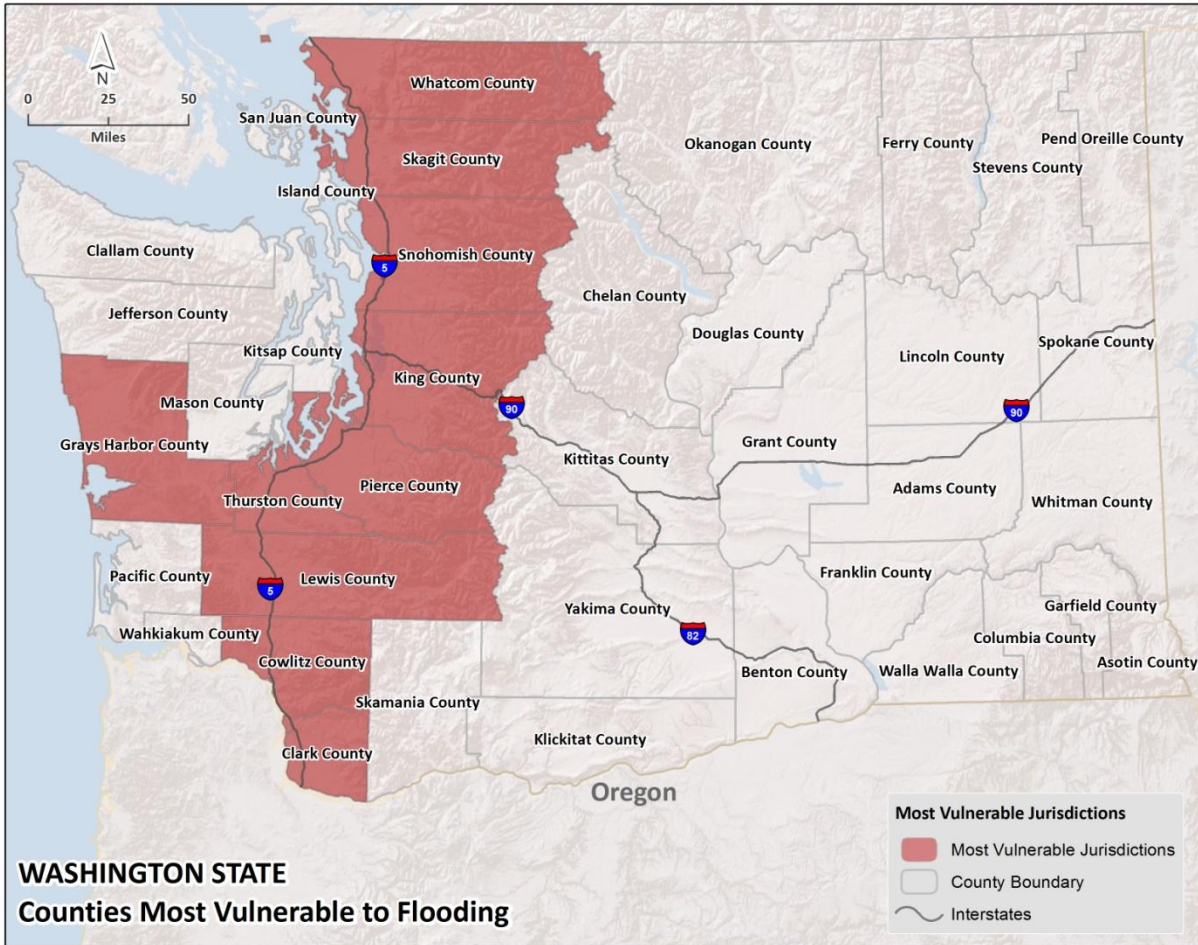 N
0 25 50
Miles
Whatcom County
San Juan County
Skagit County
Okanogan County
Ferry County
Pend Oreille County
Stevens County
Island County
Clallam County
Snohomish County
5
Chelan County
Jefferson County
Douglas County
Kitsap County
Lincoln County
Spokane County
King County
Mason County
90
90
Grays Harbor County
Grant County
Kittitas County
Pierce County
Thurston County
Adams County
Whitman County
Pacific County
Lewis County
5
Franklin County
Yakima County
Garfield County
Wahkiakum County
82
Columbia County
Cowlitz County
Asotin County
Benton County
Walla Walla County
Skamania County
Klickitat County
Clark County
Oregon
WASHINGTON STATE
Counties Most Vulnerable to Flooding
Most Vulnerable Jurisdictions
Most Vulnerable Jurisdictions
County Boundary
Interstates